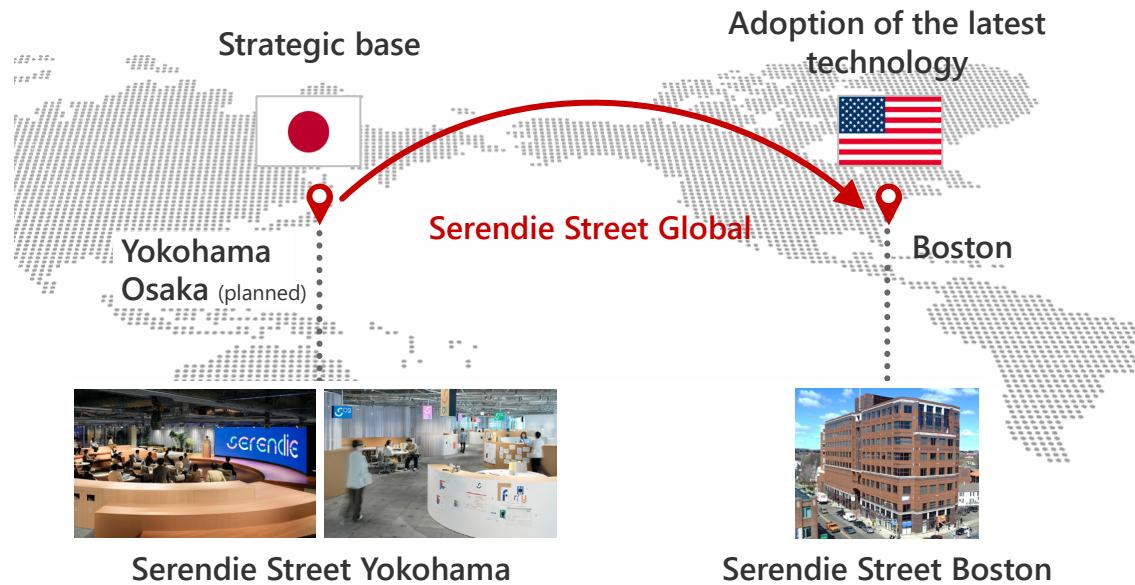 Strategic base
Adoption of the latest
technology
Serendie Street Global
Yokohama
Osaka (planned)
Boston
serendie
Serendie Street Yokohama
Serendie Street Boston